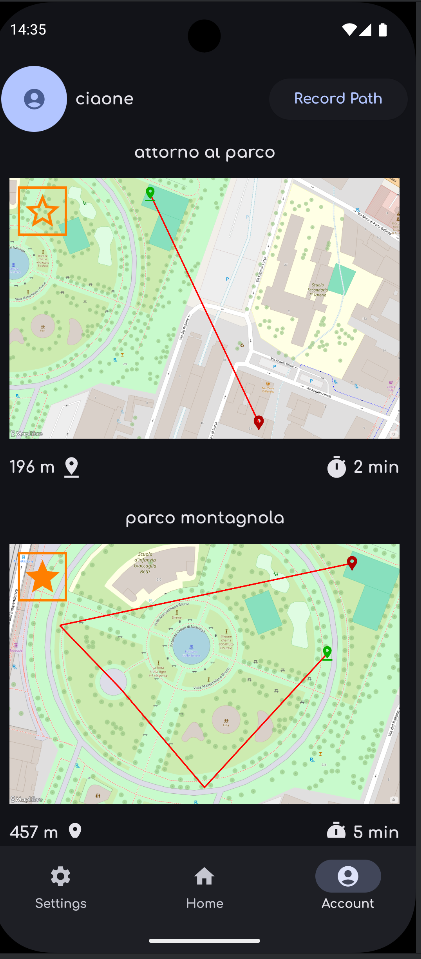 14:35
ciaone
Record Path
attorno al parco
196 m
2 min
parco montagnola
457 m
5 min
Settings
Home
Account